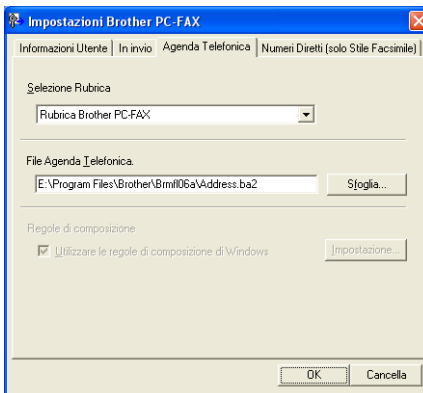 Impostazioni Brother PC-FAX
Informazioni Utente In invio Agenda Telefonica Numeri Diretti (solo Stile Facsimile)
Selezione Rubrica
Rubrica Brother PC-FAX
File Agenda Telefonica.
E:\Program Files\Brother\Brmfl06a\Address.ba2 Sfoglia...
Regole di composizione
Utilizzare le regole di composizione di Windows Impostazione...
OK Cancella